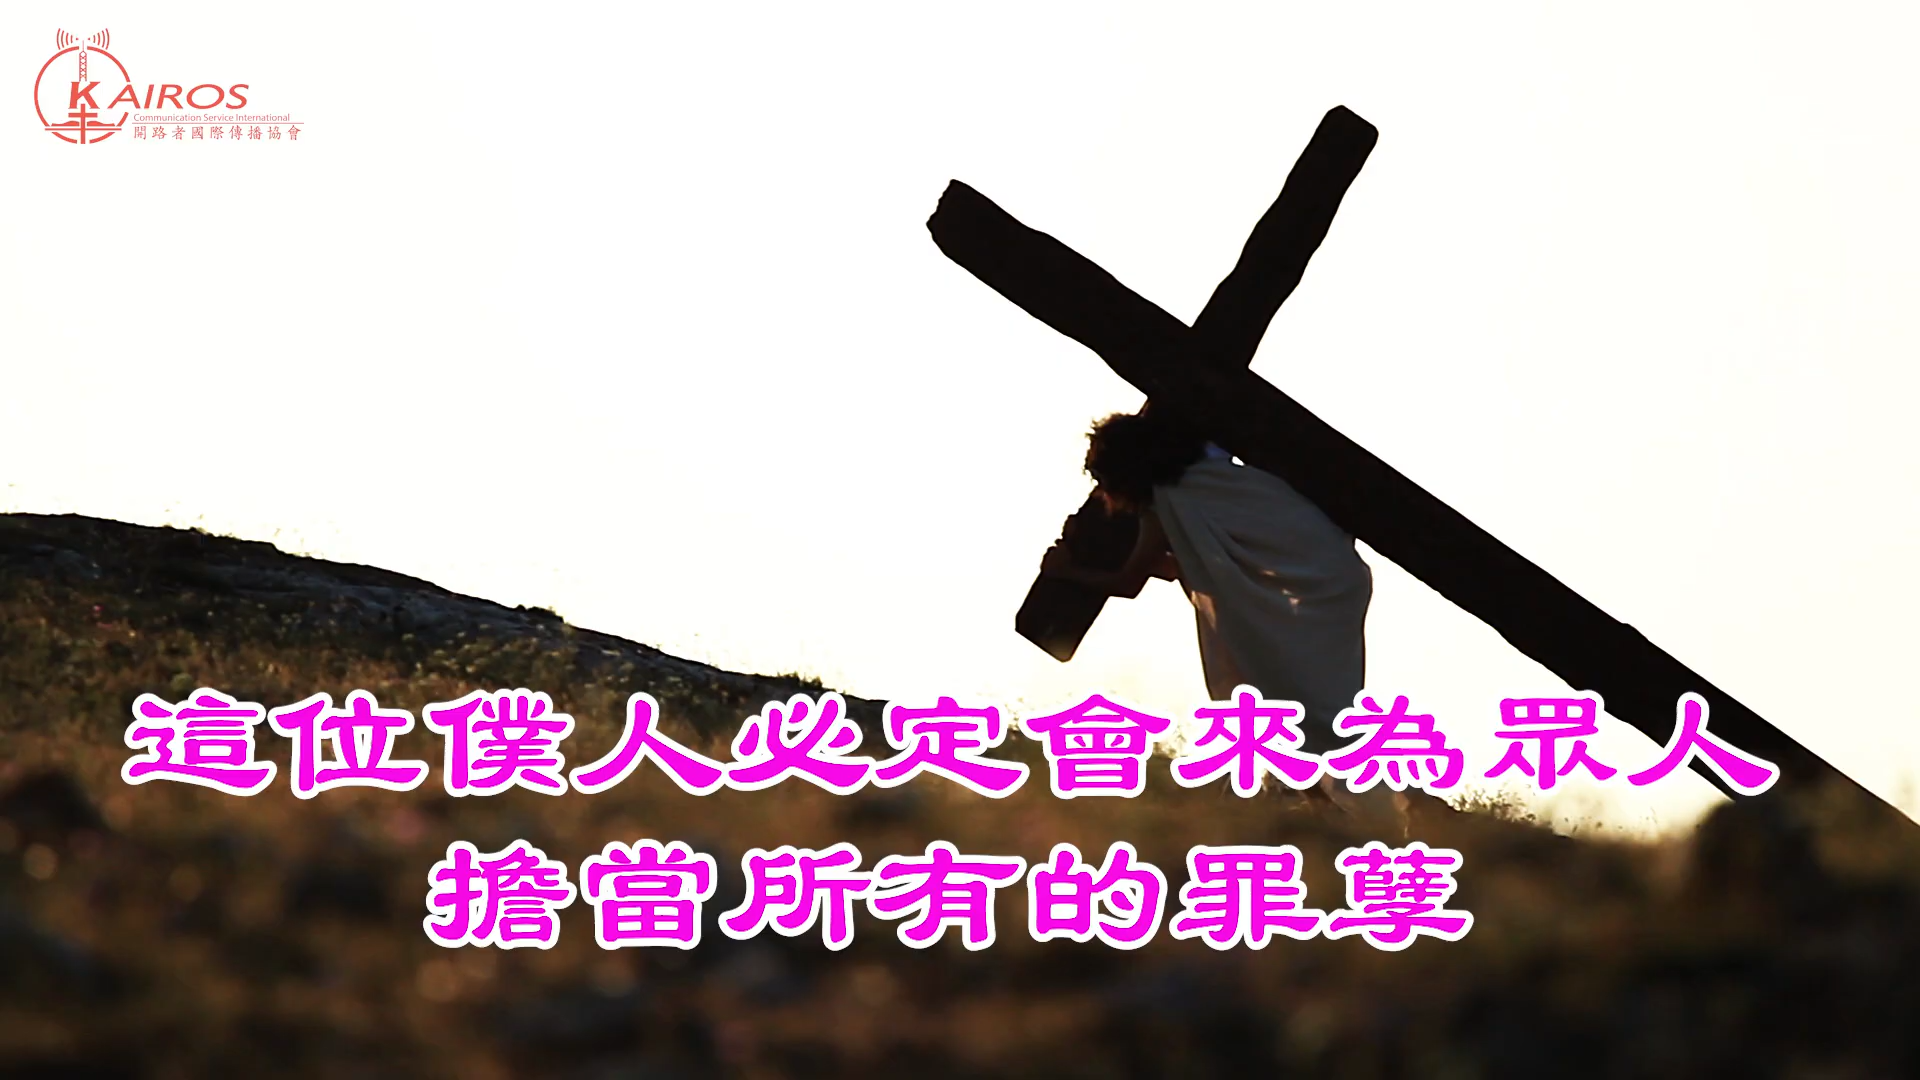 KAIROS
Communication Service International
開路者國際傳播協會
這位僕人必定會來為眾人
擔當所有的罪孽